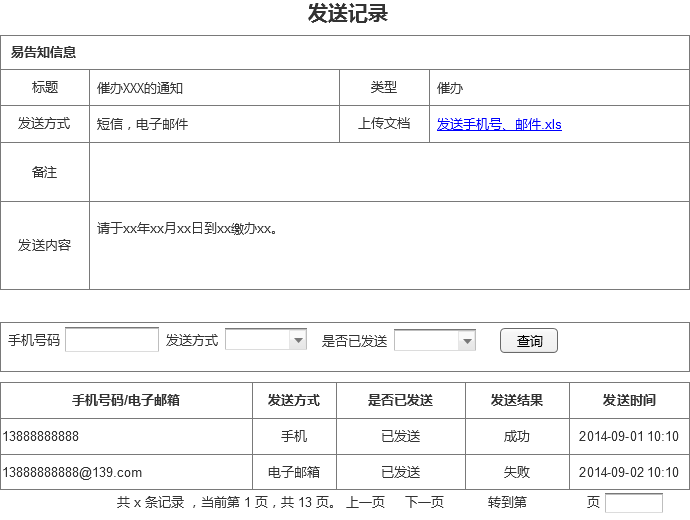 发送记录
易告知信息
标题 催办XXX的通知 类型 催办
发送方式 短信，电子邮件 上传文档 发送手机号、邮件.xls
备注
发送内容 请于xx年xx月xx日到xx缴办xx。
手机号码 发送方式 是否已发送 查询
手机号码/电子邮箱 发送方式 是否已发送 发送结果 发送时间
13888888888 手机 已发送 成功 2014-09-01 10:10
13888888888@139.com 电子邮箱 已发送 失败 2014-09-02 10:10
共 x 条记录 ，当前第 1 页，共 13 页。 上一页 下一页 转到第 页